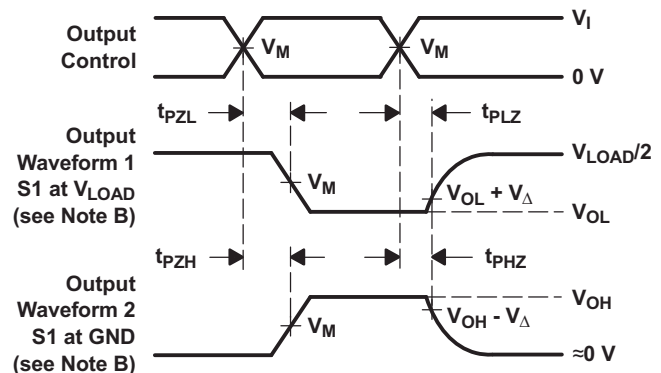 Output
Control
V_M
V_M
V_I
0 V
t_PZL
t_PLZ
Output
Waveform 1
S1 at V_LOAD
(see Note B)
V_M
V_LOAD/2
V_OL + V_Δ
V_OL
t_PZH
t_PHZ
Output
Waveform 2
S1 at GND
(see Note B)
V_M
V_OH
V_OH - V_Δ
≈0 V